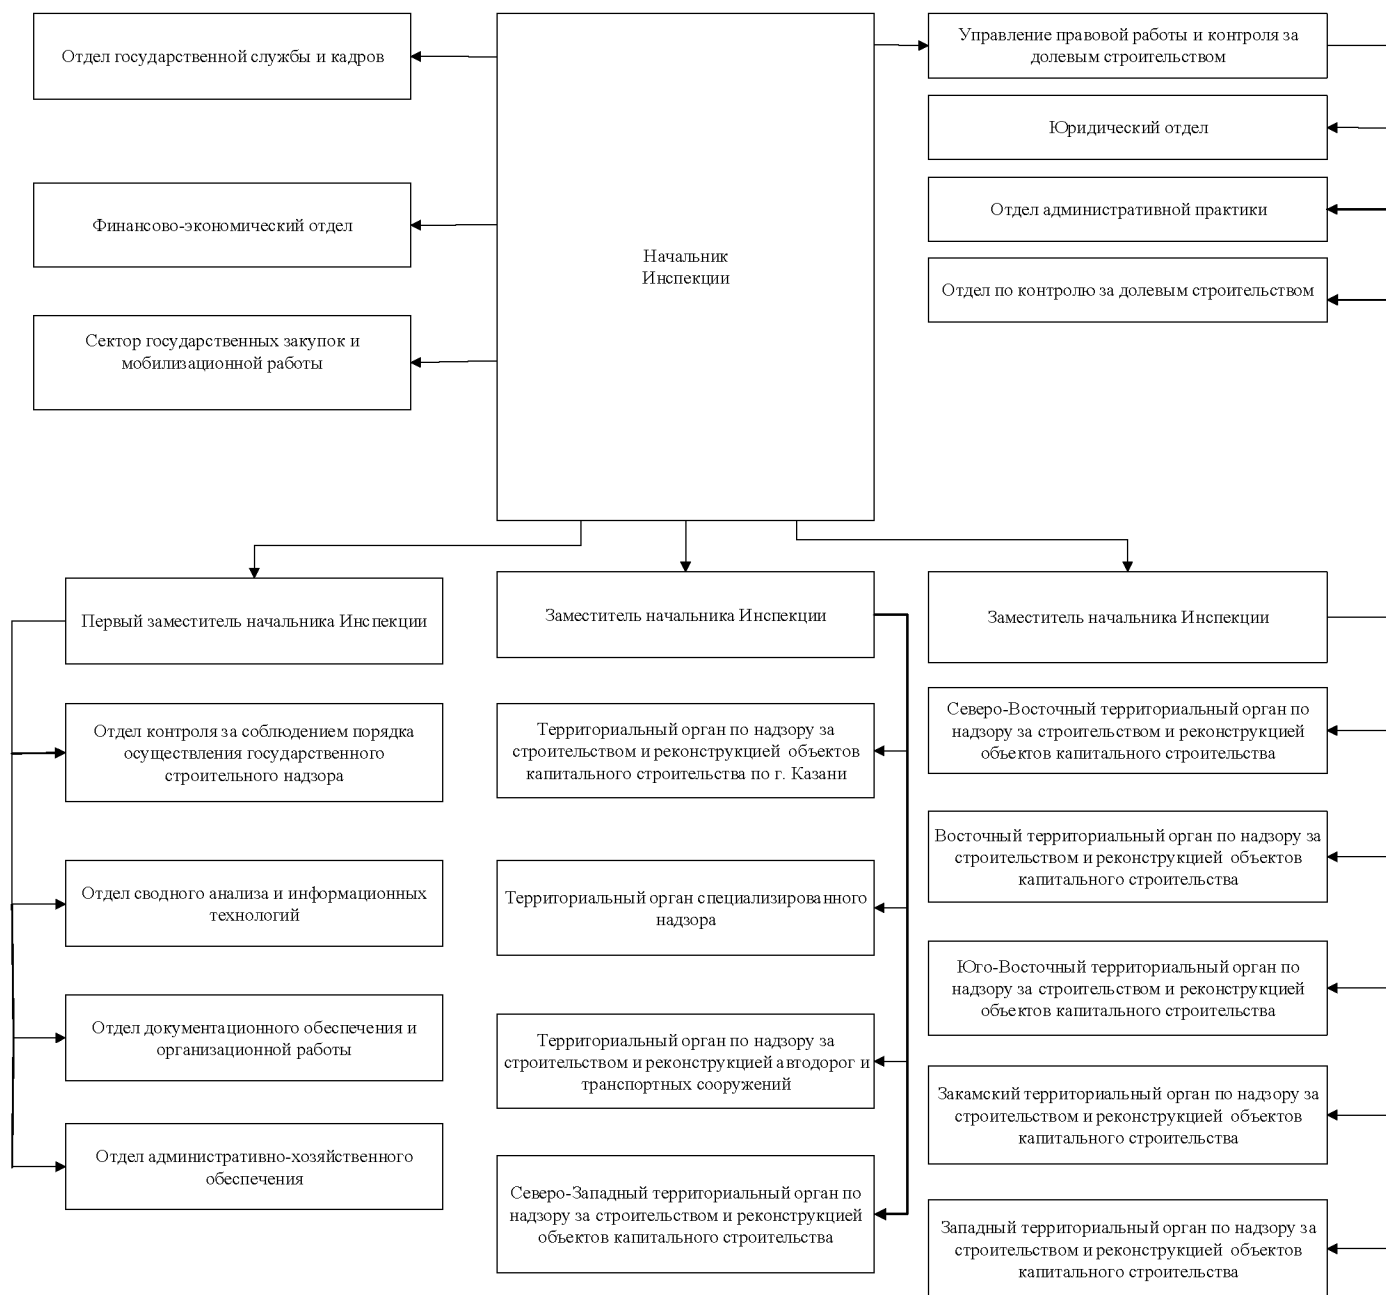 Отдел государственной службы и кадров
Финансово-экономический отдел
Сектор государственных закупок и
мобилизационной работы
Начальник
Инспекции
Управление правовой работы и контроля за
долевым строительством
Юридический отдел
Отдел административной практики
Отдел по контролю за долевым строительством
Первый заместитель начальника Инспекции
Отдел контроля за соблюдением порядка
осуществления государственного
строительного надзора
Отдел сводного анализа и информационных
технологий
Отдел документационного обеспечения и
организационной работы
Отдел административно-хозяйственного
обеспечения
Заместитель начальника Инспекции
Территориальный орган по надзору за
строительством и реконструкцией объектов
капитального строительства по г. Казани
Территориальный орган специализированного
надзора
Территориальный орган по надзору за
строительством и реконструкцией автодорог и
транспортных сооружений
Северо-Западный территориальный орган по
надзору за строительством и реконструкцией
объектов капитального строительства
Заместитель начальника Инспекции
Северо-Восточный территориальный орган по
надзору за строительством и реконструкцией
объектов капитального строительства
Восточный территориальный орган по надзору за
строительством и реконструкцией объектов
капитального строительства
Юго-Восточный территориальный орган по
надзору за строительством и реконструкцией
объектов капитального строительства
Закамский территориальный орган по надзору за
строительством и реконструкцией объектов
капитального строительства
Западный территориальный орган по надзору за
строительством и реконструкцией объектов
капитального строительства